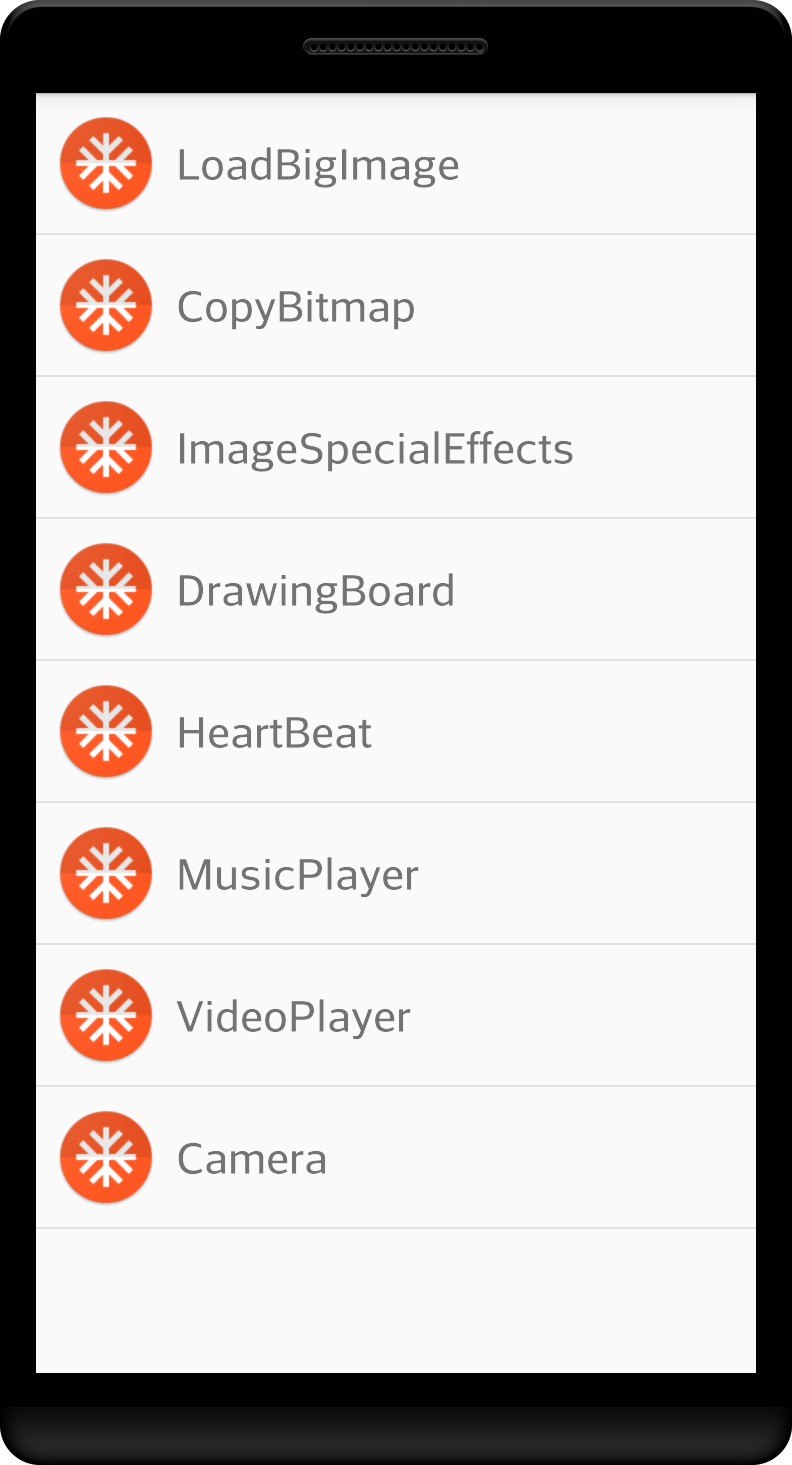 LoadBigImage
CopyBitmap
ImageSpecialEffects
DrawingBoard
HeartBeat
MusicPlayer
VideoPlayer
Camera